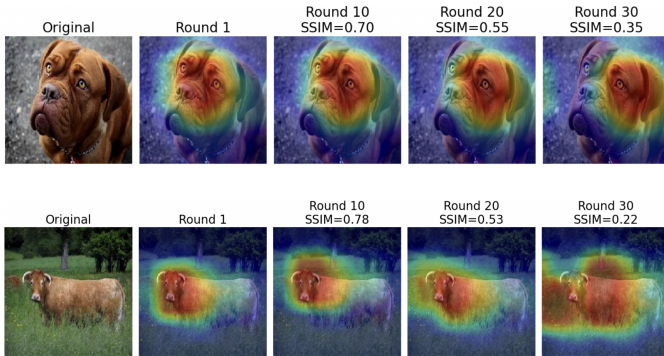 Original
Round 1
Round 10
SSIM=0.70
Round 20
SSIM=0.55
Round 30
SSIM=0.35
Original
Round 1
Round 10
SSIM=0.78
Round 20
SSIM=0.53
Round 30
SSIM=0.22